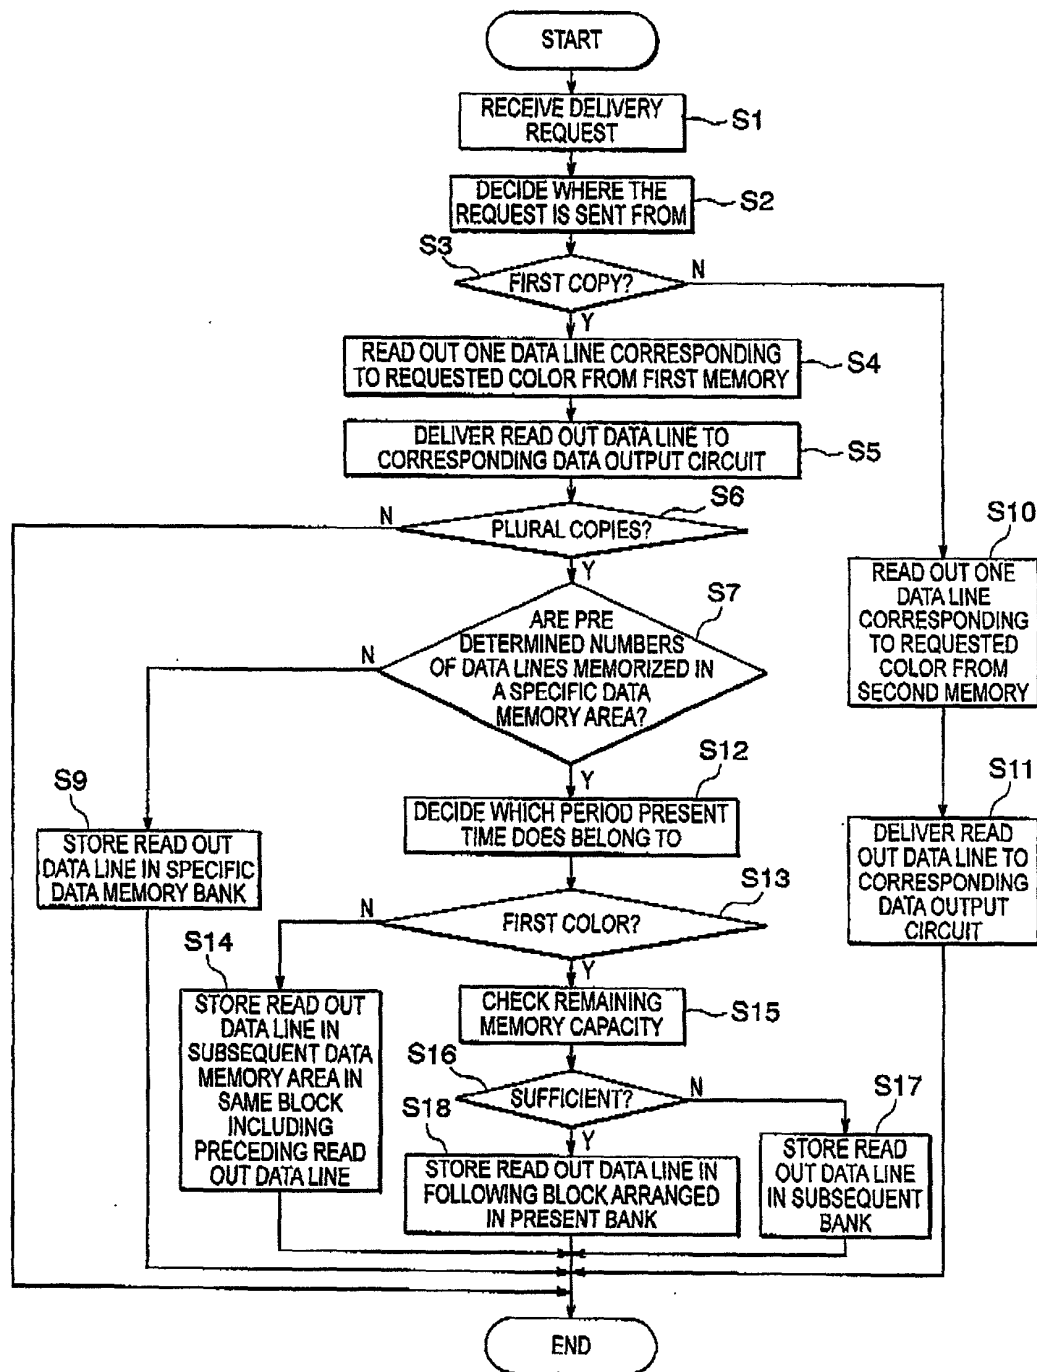 START
RECEIVE DELIVERY
REQUEST
S1
DECIDE WHERE THE
REQUEST IS SENT FROM
S2
S3
FIRST COPY?
N
Y
READ OUT ONE DATA LINE CORRESPONDING
TO REQUESTED COLOR FROM FIRST MEMORY
S4
DELIVER READ OUT DATA LINE TO
CORRESPONDING DATA OUTPUT CIRCUIT
S5
S6
N
PLURAL COPIES?
Y
S10
READ OUT ONE
DATA LINE
CORRESPONDING
TO REQUESTED
COLOR FROM
SECOND MEMORY
S7
ARE PRE
DETERMINED NUMBERS
OF DATA LINES MEMORIZED IN
A SPECIFIC DATA
MEMORY AREA?
N
Y
S9
STORE READ OUT
DATA LINE IN SPECIFIC
DATA MEMORY BANK
S12
DECIDE WHICH PERIOD PRESENT
TIME DOES BELONG TO
S11
DELIVER READ
OUT DATA LINE TO
CORRESPONDING
DATA OUTPUT
CIRCUIT
S13
FIRST COLOR?
N
Y
S14
STORE READ OUT
DATA LINE IN
SUBSEQUENT DATA
MEMORY AREA IN
SAME BLOCK
INCLUDING
PRECEDING READ
OUT DATA LINE
CHECK REMAINING
MEMORY CAPACITY
S15
S16
SUFFICIENT?
N
Y
S17
STORE READ
OUT DATA LINE
IN SUBSEQUENT
BANK
S18
STORE READ OUT DATA LINE IN
FOLLOWING BLOCK ARRANGED
IN PRESENT BANK
END